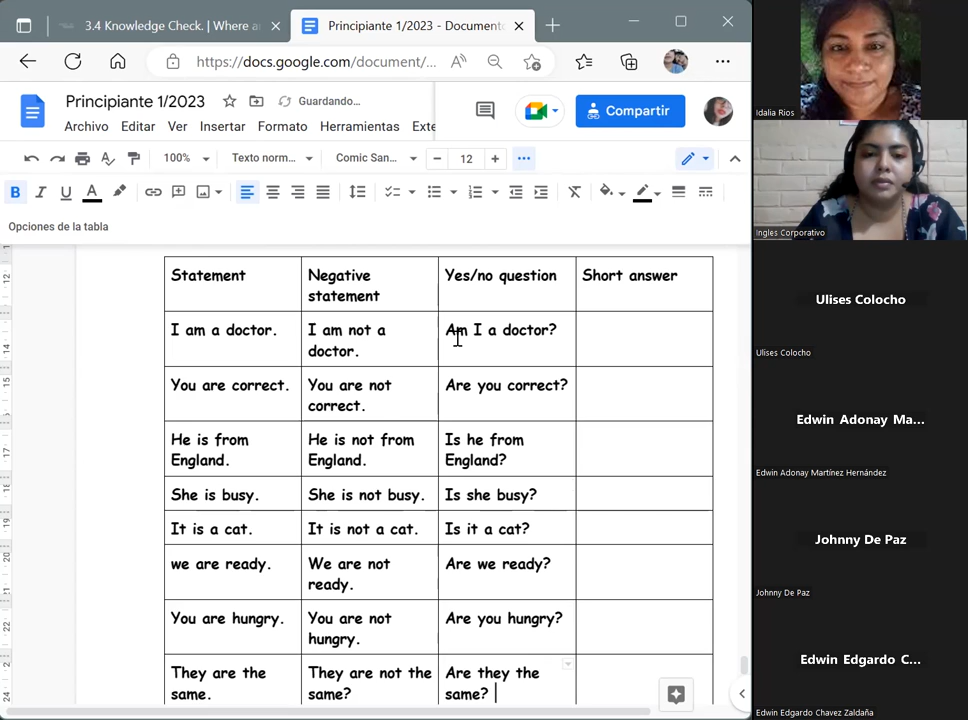 3.4 Knowledge Check. | Where a
Principiante 1/2023 - Documento
https://docs.google.com/document/...
Principiante 1/2023
Guardando...
Archivo Editar Ver Insertar Formato Herramientas Exte
Compartir
100% Texto norm... Comic San... 12
Opciones de la tabla
Statement Negative statement Yes/no question Short answer
I am a doctor. I am not a doctor. Am I a doctor?
You are correct. You are not correct. Are you correct?
He is from England. He is not from England. Is he from England?
She is busy. She is not busy. Is she busy?
It is a cat. It is not a cat. Is it a cat?
we are ready. We are not ready. Are we ready?
You are hungry. You are not hungry. Are you hungry?
They are the same. They are not the same? Are they the same?
Idalia Rios
Ingles Corporativo
Ulises Colocho
Ulises Colocho
Edwin Adonay Ma...
Edwin Adonay Martínez Hernández
Johnny De Paz
Johnny De Paz
Edwin Edgardo C...
Edwin Edgardo Chavez Zaldaña